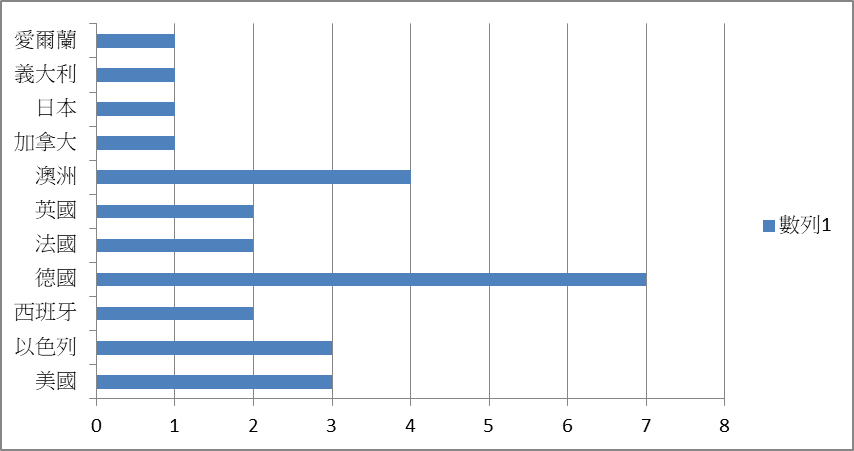 愛爾蘭
義大利
日本
加拿大
澳洲
英國
法國
德國
西班牙
以色列
美國
0 1 2 3 4 5 6 7 8
數列1